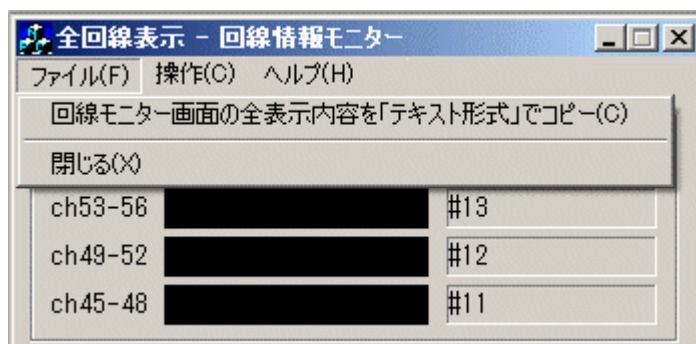 全回線表示 - 回線情報モニター
ファイル(F) 操作(C) ヘルプ(H)
回線モニター画面の全表示内容を「テキスト形式」でコピー(C)
閉じる(X)
ch53-56 #13
ch49-52 #12
ch45-48 #11